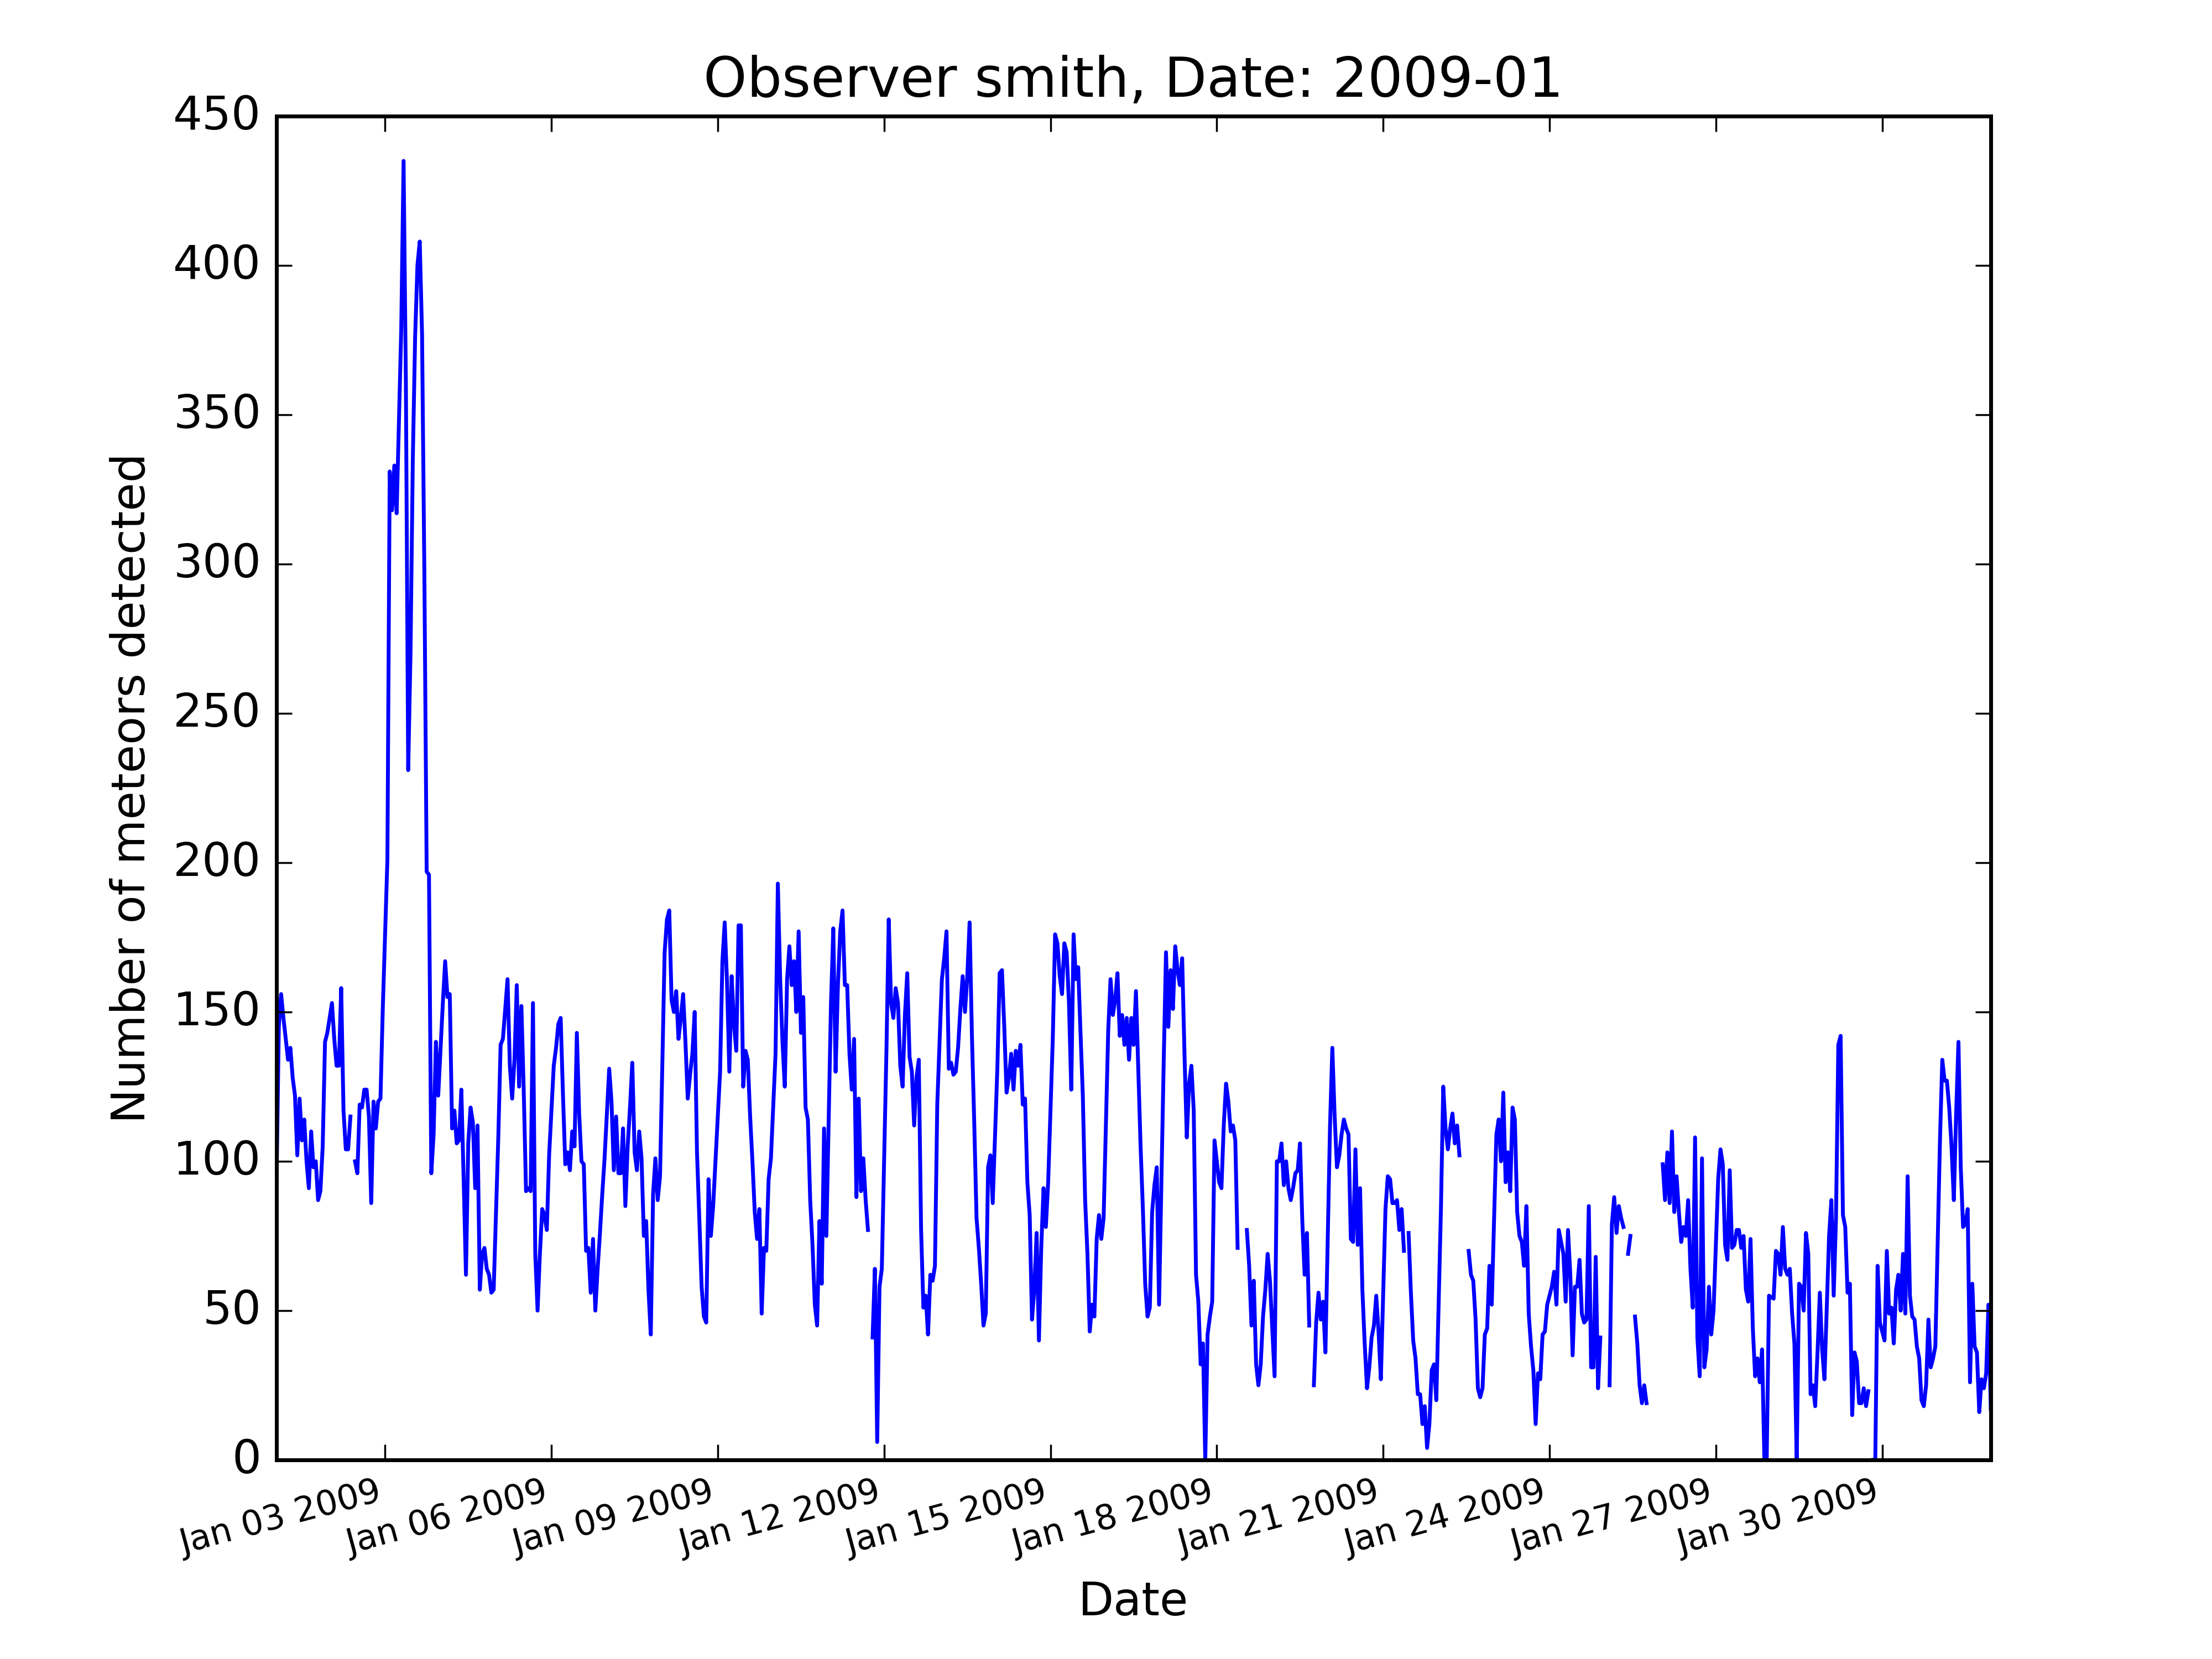 Observer smith, Date: 2009-01
Number of meteors detected
450
400
350
300
250
200
150
100
50
0
Jan 03 2009
Jan 06 2009
Jan 09 2009
Jan 12 2009
Jan 15 2009
Jan 18 2009
Jan 21 2009
Jan 24 2009
Jan 27 2009
Jan 30 2009
Date